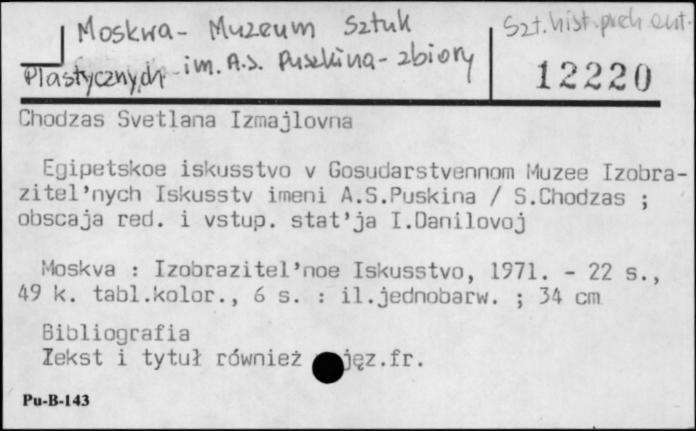 Moskwa - Muzeum Sztuk
Plastycznych im. A.S. Puszkina - zbiory
Szt. hist. preh ant.
12220
Chodzas Svetlana Izmajlovna
Egipetskoe iskusstvo v Gosudarstvennom Muzee Izobra-
zitel'nych Iskusstv imeni A.S.Puskina / S.Chodzas ;
obscaja red. i vstup. stat'ja I.Danilovoj
Moskva : Izobrazitel'noe Iskusstvo, 1971. - 22 s.,
49 k. tabl.kolor., 6 s. : il.jednobarw. ; 34 cm
Bibliografia
Tekst i tytuł również jęz.fr.
Pu-B-143